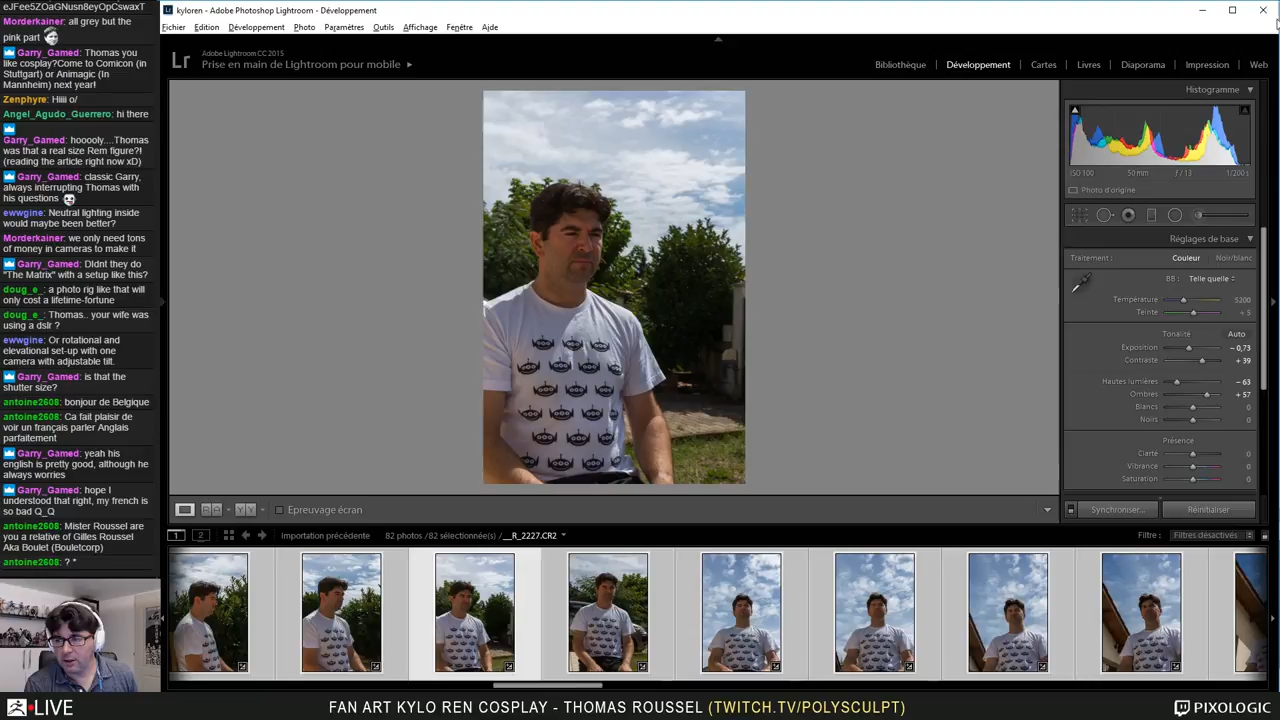 eJFee5ZOaGNusn8eyOpCswaxT
Morderkainer: all grey but the
pink part
Garry_Gamed: Thomas you
like cosplay?Come to Comicon (in
Stuttgart) or Animagic (in
Mannheim) next year!
Zenphyre: Hiiii o/
Angel_Agudo_Guerrero: hi there
Garry_Gamed: hooooly....Thomas
was that a real size Rem figure?!
(reading the article right now xD)
Garry_Gamed: classic Garry,
always interrupting Thomas with
his questions
ewwgine: Neutral lighting inside
would maybe been better?
Morderkainer: we only need tons
of money in cameras to make it
Garry_Gamed: DIdnt they do
"The Matrix" with a setup like this?
doug_e_: a photo rig like that will
only cost a lifetime-fortune
doug_e_: Thomas.. your wife was
using a dslr ?
ewwgine: Or rotational and
elevational set-up with one
camera with adjustable tilt.
Garry_Gamed: is that the
shutter size?
antoine2608: bonjour de Belgique
antoine2608: Ca fait plaisir de
voir un français parler Anglais
parfaitement
Garry_Gamed: yeah his
english is pretty good, although he
always worries
Garry_Gamed: hope I
understood that right, my french is
so bad Q_Q
antoine2608: Mister Roussel are
you a relative of Gilles Roussel
Aka Boulet (Bouletcorp)
antoine2608: ? *
kyloren - Adobe Photoshop Lightroom - Développement
Fichier Edition Développement Photo Paramètres Outils Affichage Fenêtre Aide
Lr
Adobe Lightroom CC 2015
Prise en main de Lightroom pour mobile
Bibliothèque Développement Cartes Livres Diaporama Impression Web
Histogramme
ISO 100 50 mm ƒ / 13 1/200s
Photo d'origine
Réglages de base
Traitement : Couleur Noir/blanc
BB : Telle quelle
Température 5200
Teinte + 5
Tonalité Auto
Exposition – 0,73
Contraste + 39
Hautes lumières – 63
Ombres + 57
Blancs 0
Noirs 0
Présence
Clarté 0
Vibrance 0
Saturation 0
Synchroniser... Réinitialiser
Epreuvage écran
1 2 Importation précédente 82 photos /82 sélectionnée(s) /__R_2227.CR2 Filtre : Filtres désactivés
LIVE FAN ART KYLO REN COSPLAY - THOMAS ROUSSEL (TWITCH.TV/POLYSCULPT) PIXOLOGIC